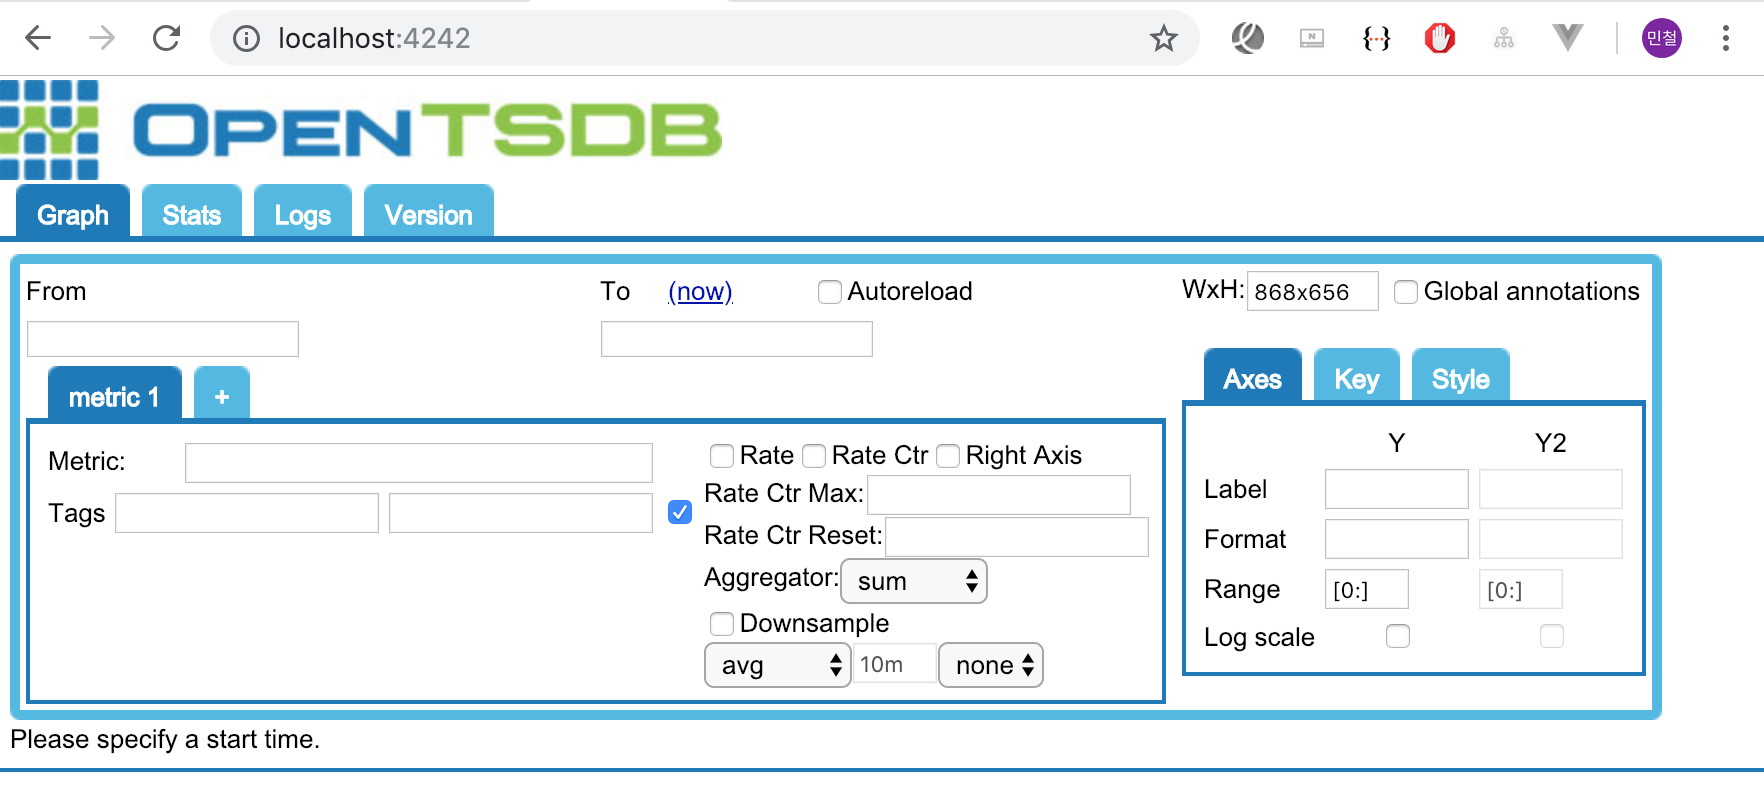 localhost:4242
N
{...}
민철
OPENTSDB
Graph Stats Logs Version
From To (now) Autoreload WxH: 868x656 Global annotations
metric 1 + Axes Key Style
Metric: Rate Rate Ctr Right Axis Y Y2
Tags Rate Ctr Max: Label
Rate Ctr Reset: Format
Aggregator: sum Range [0:] [0:]
Downsample Log scale
avg 10m none
Please specify a start time.